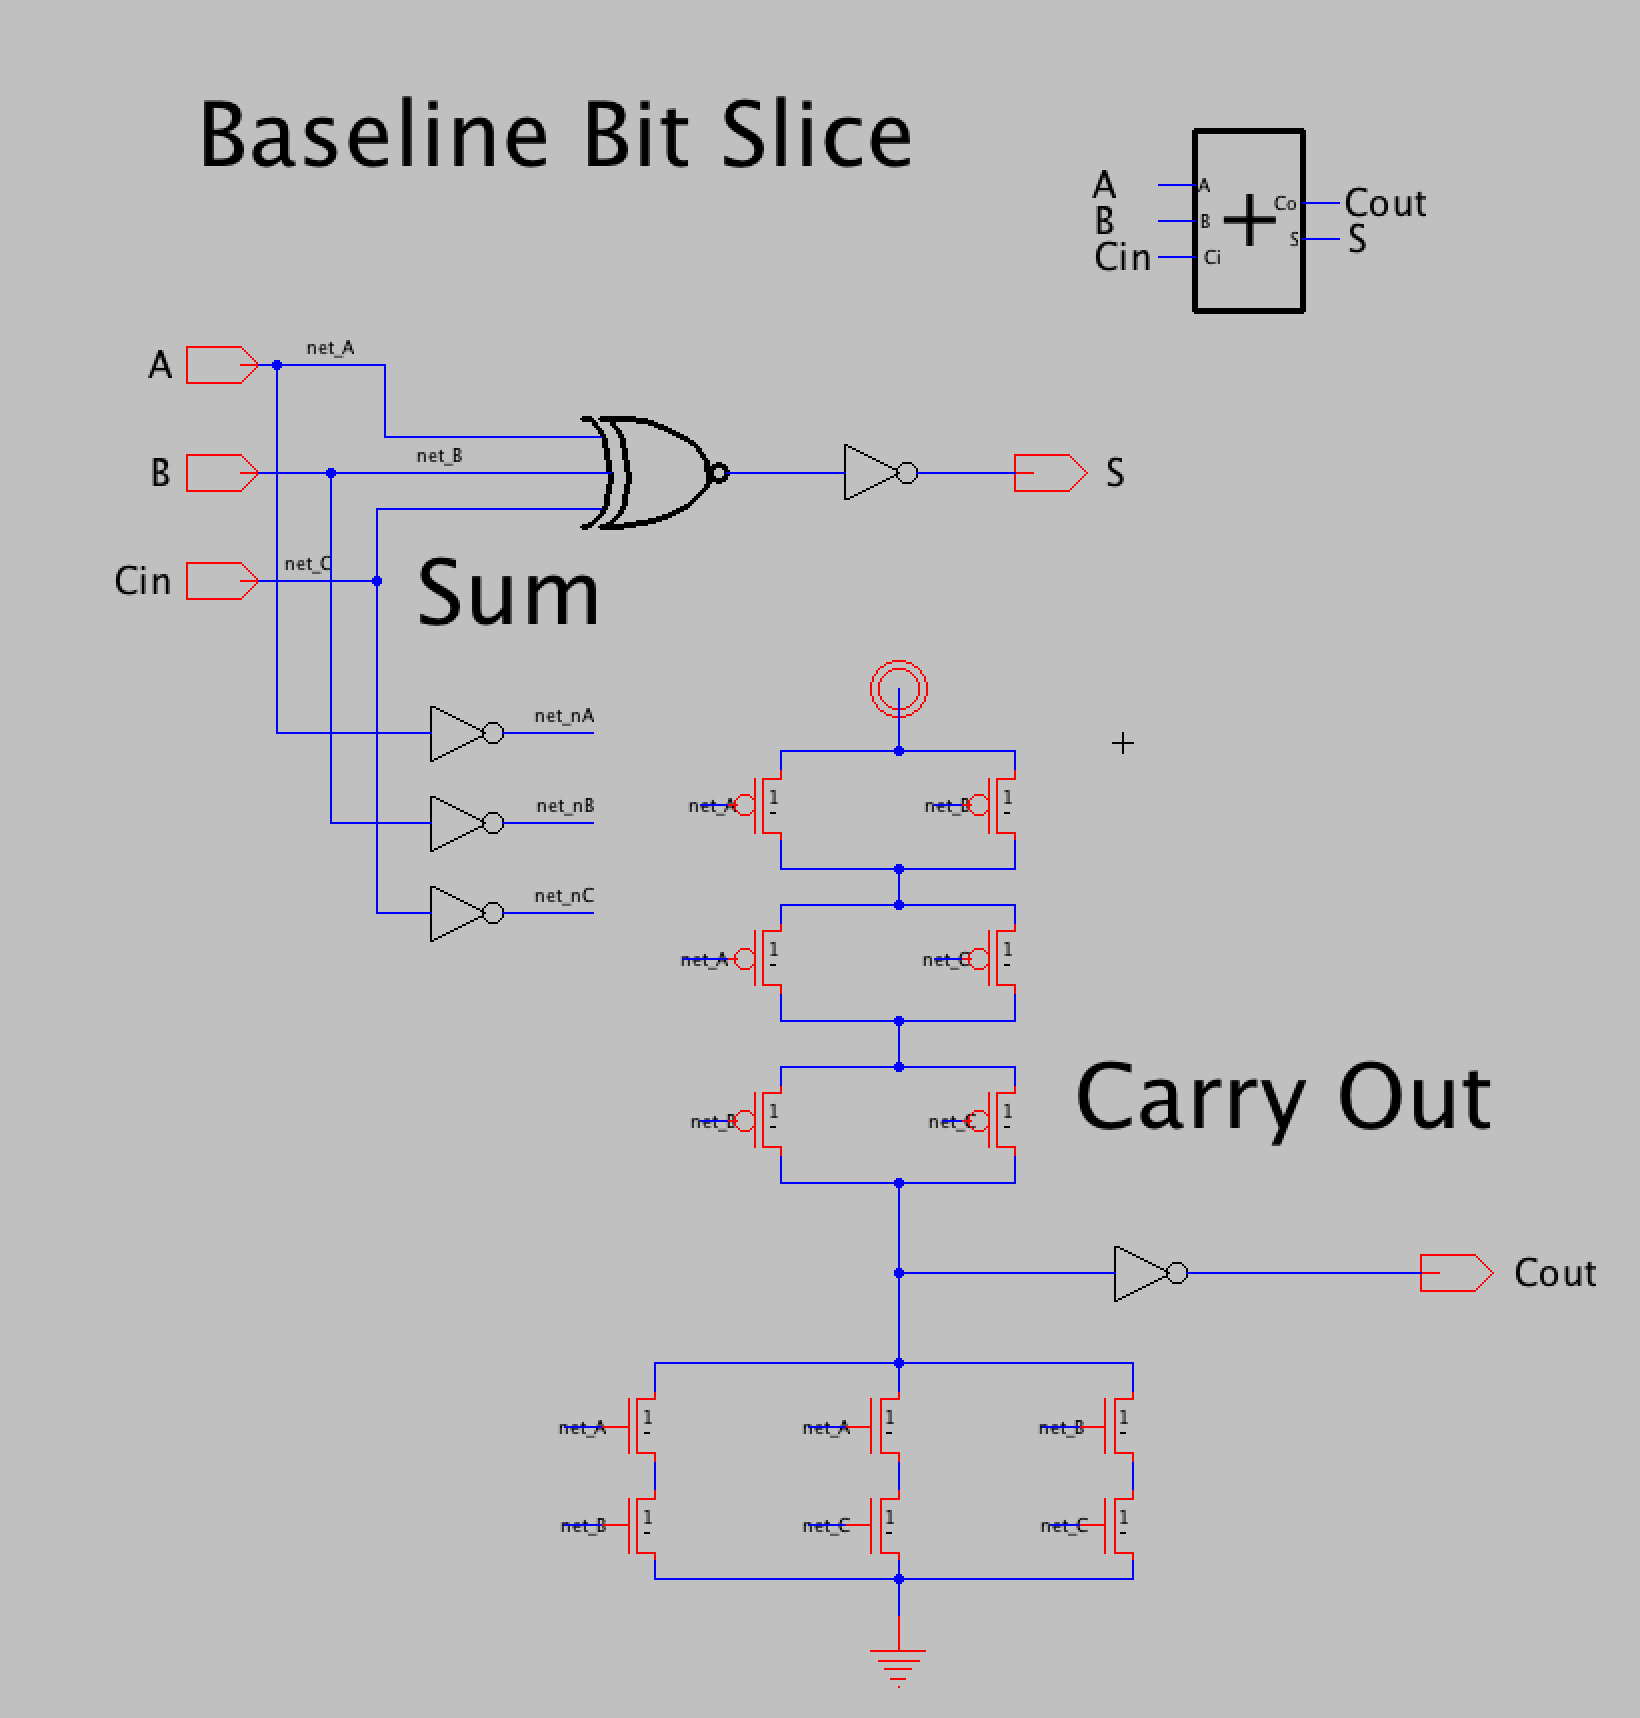 Baseline Bit Slice
A
B
Cin
A
B
Ci
Co
S
Cout
S
A
net_A
B
net_B
S
Cin
net_C
Sum
net_nA
net_nB
net_nC
net_A
1
-
net_B
1
-
net_A
1
-
net_C
1
-
net_B
1
-
net_C
1
-
Carry Out
Cout
net_A
1
-
net_A
1
-
net_B
1
-
net_B
1
-
net_C
1
-
net_C
1
-